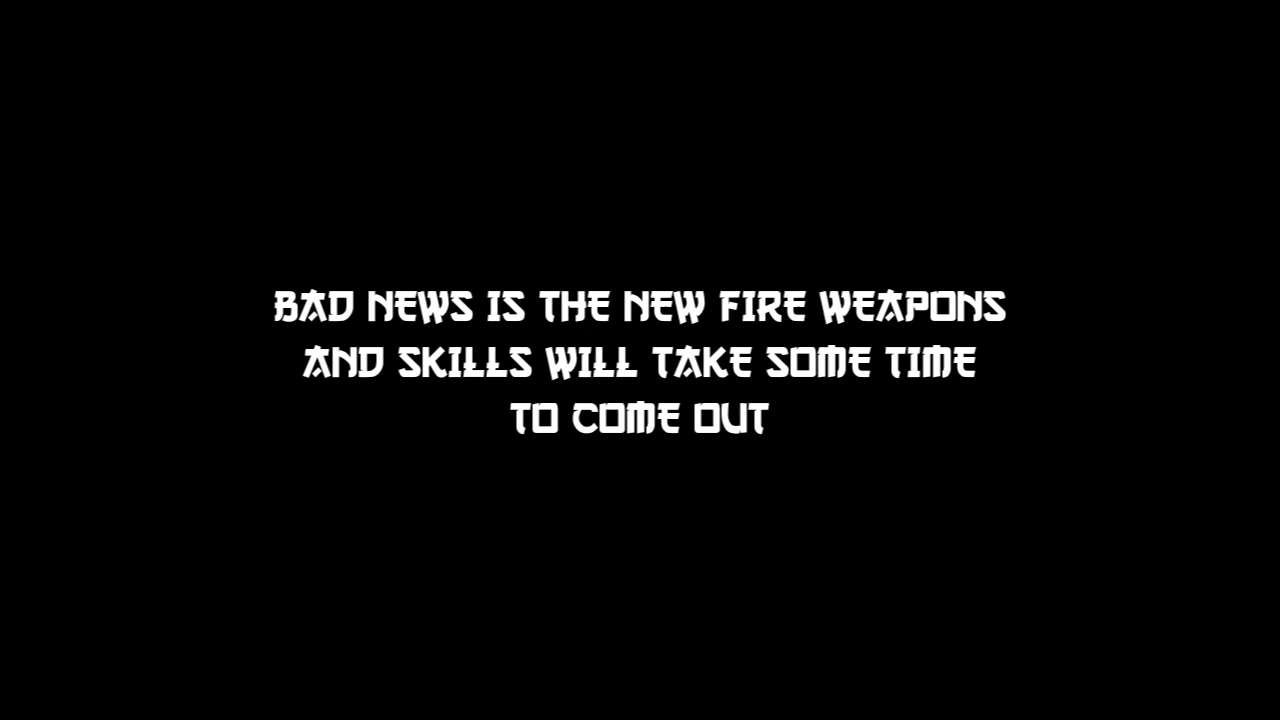 BAD NEWS IS THE NEW FIRE WEAPONS
AND SKILLS WILL TAKE SOME TIME
TO COME OUT